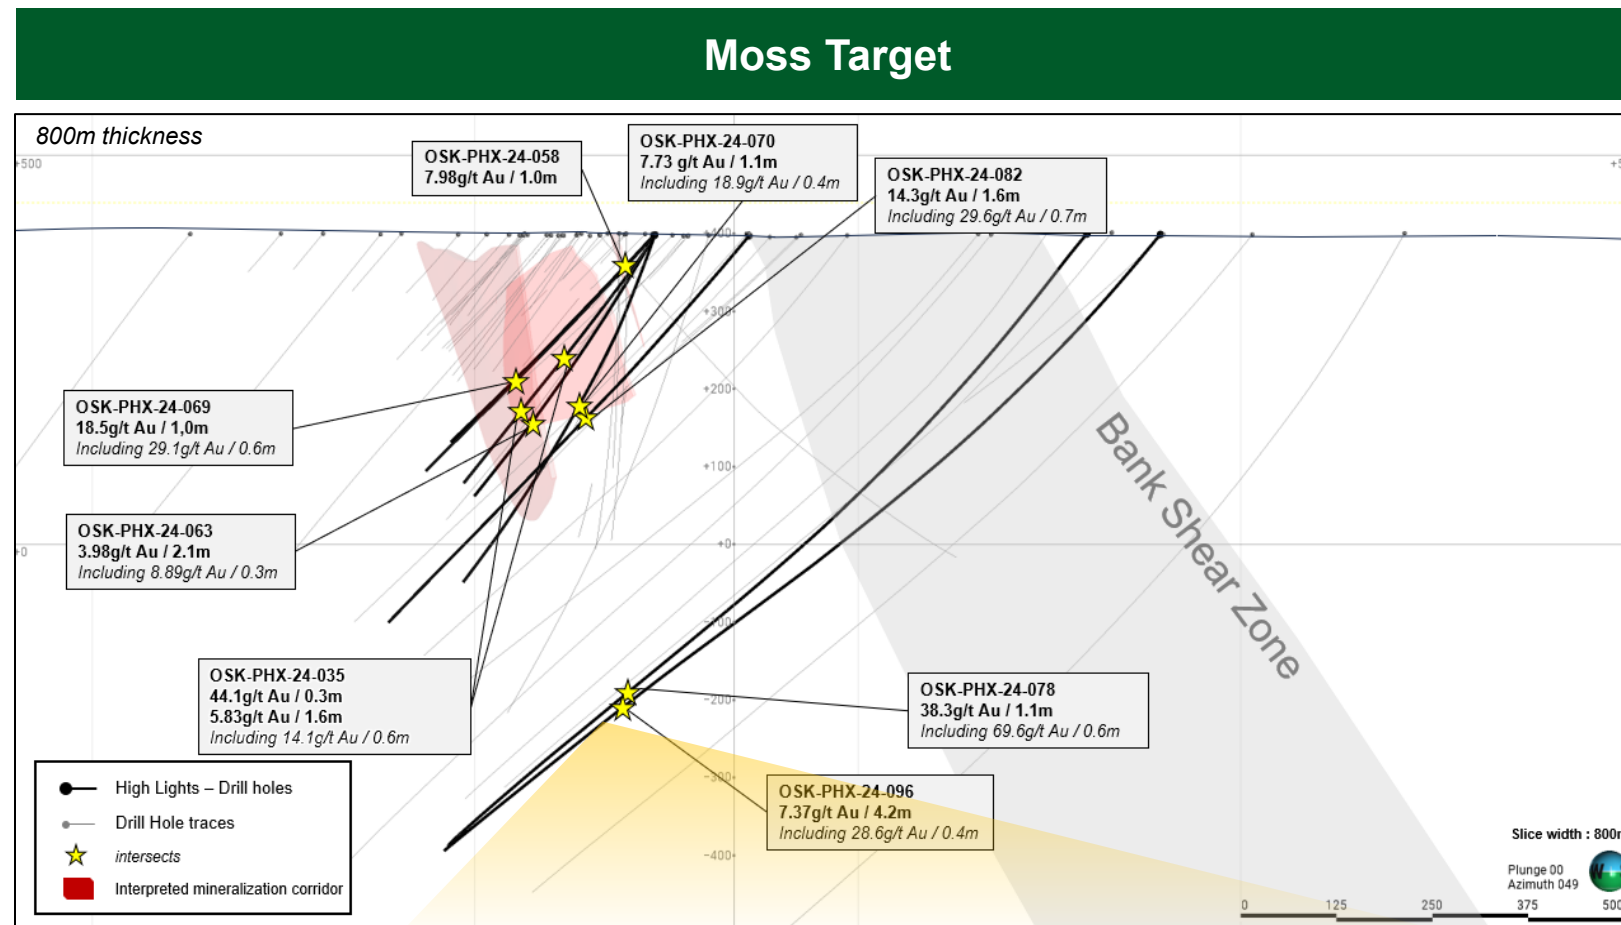 Moss Target
800m thickness
+500
+5
OSK-PHX-24-058
7.98g/t Au / 1.0m
OSK-PHX-24-070
7.73 g/t Au / 1.1m
Including 18.9g/t Au / 0.4m
OSK-PHX-24-082
14.3g/t Au / 1.6m
Including 29.6g/t Au / 0.7m
+400
+300
+200
+100
+0
+0
-100
-200
-300
-400
OSK-PHX-24-069
18.5g/t Au / 1,0m
Including 29.1g/t Au / 0.6m
OSK-PHX-24-063
3.98g/t Au / 2.1m
Including 8.89g/t Au / 0.3m
OSK-PHX-24-035
44.1g/t Au / 0.3m
5.83g/t Au / 1.6m
Including 14.1g/t Au / 0.6m
Bank Shear Zone
OSK-PHX-24-078
38.3g/t Au / 1.1m
Including 69.6g/t Au / 0.6m
OSK-PHX-24-096
7.37g/t Au / 4.2m
Including 28.6g/t Au / 0.4m
High Lights – Drill holes
Drill Hole traces
intersects
Interpreted mineralization corridor
Slice width : 800m
Plunge 00
Azimuth 049
N
0 125 250 375 500